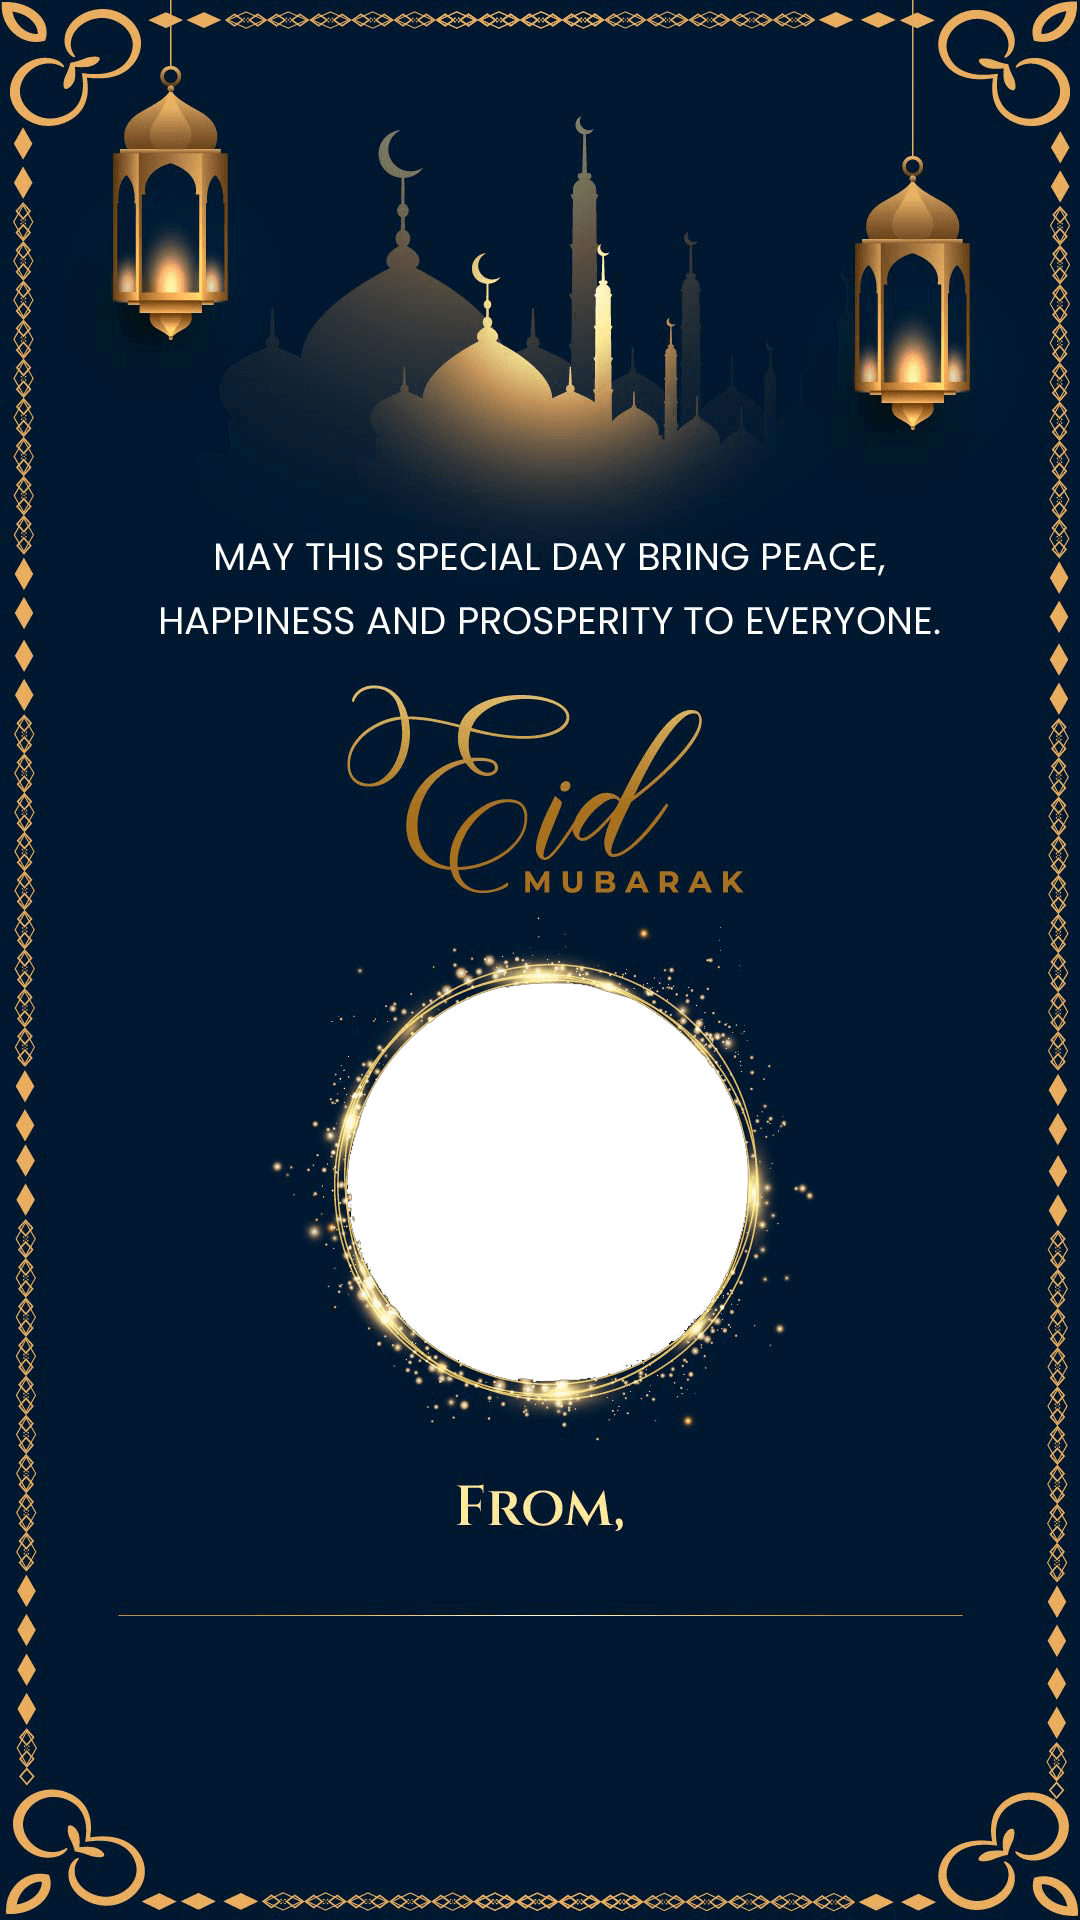 MAY THIS SPECIAL DAY BRING PEACE,
HAPPINESS AND PROSPERITY TO EVERYONE.
Eid
MUBARAK
FROM,